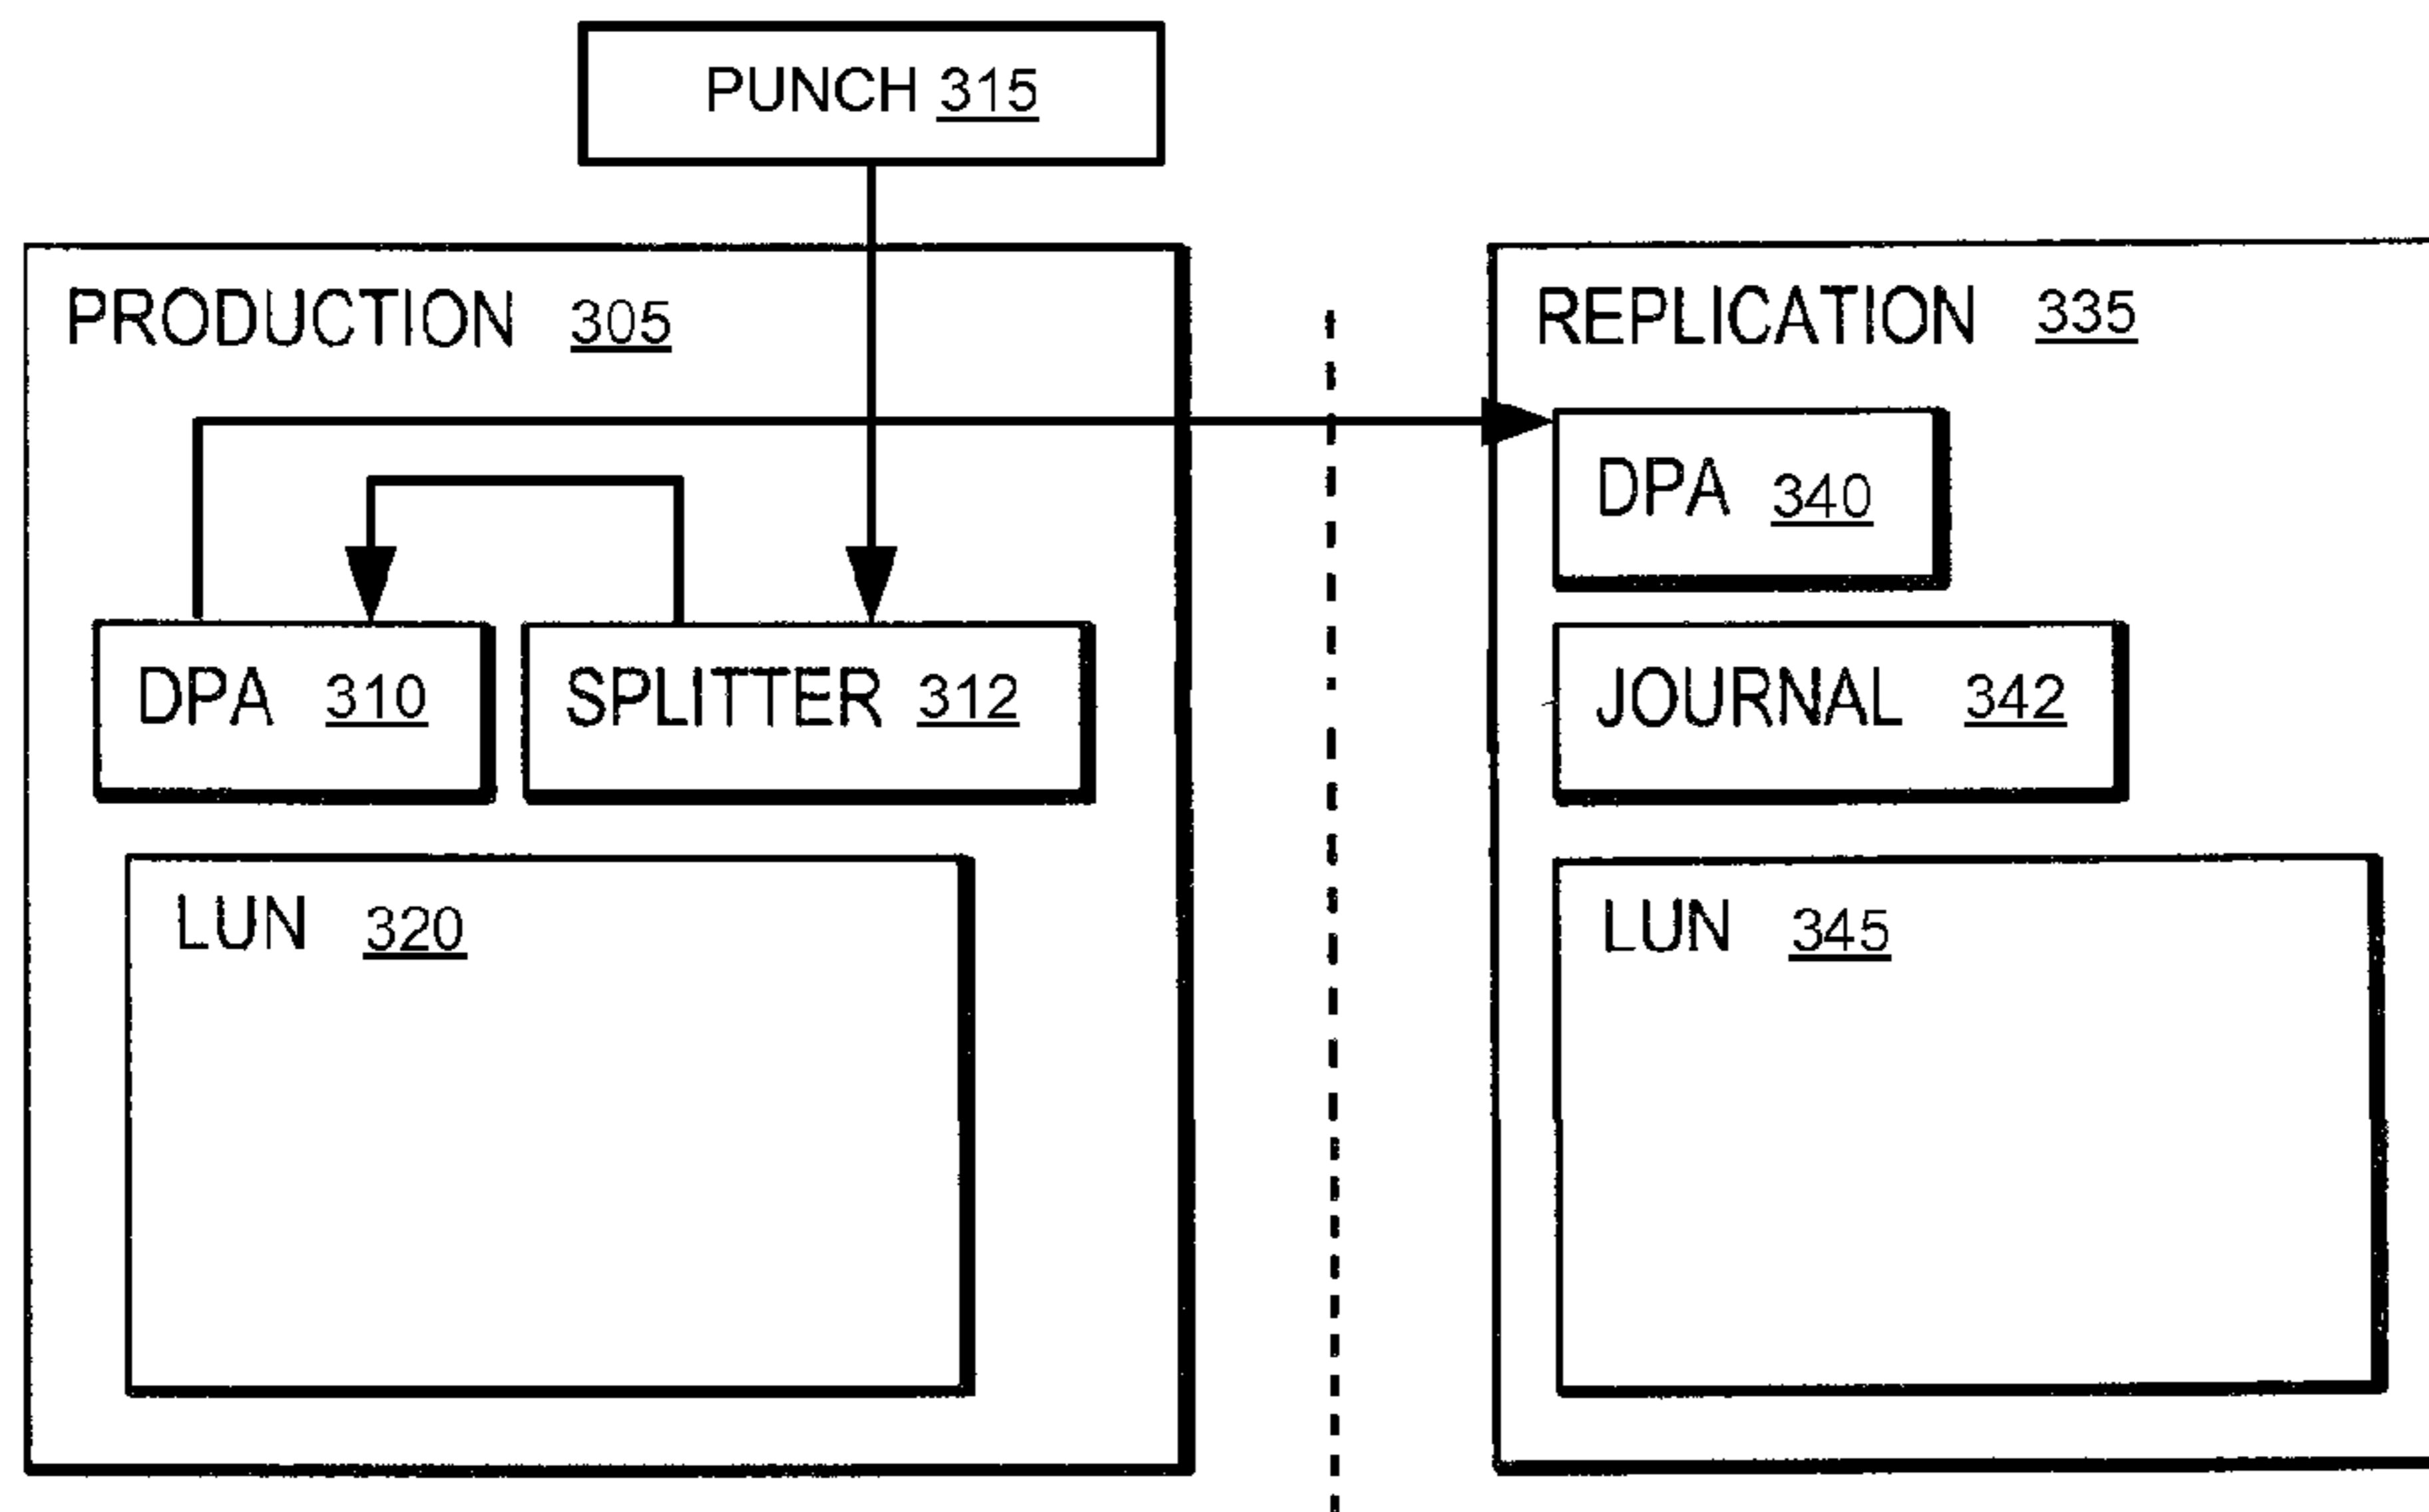 PUNCH 315
PRODUCTION 305
DPA 310
SPLITTER 312
LUN 320
REPLICATION 335
DPA 340
JOURNAL 342
LUN 345